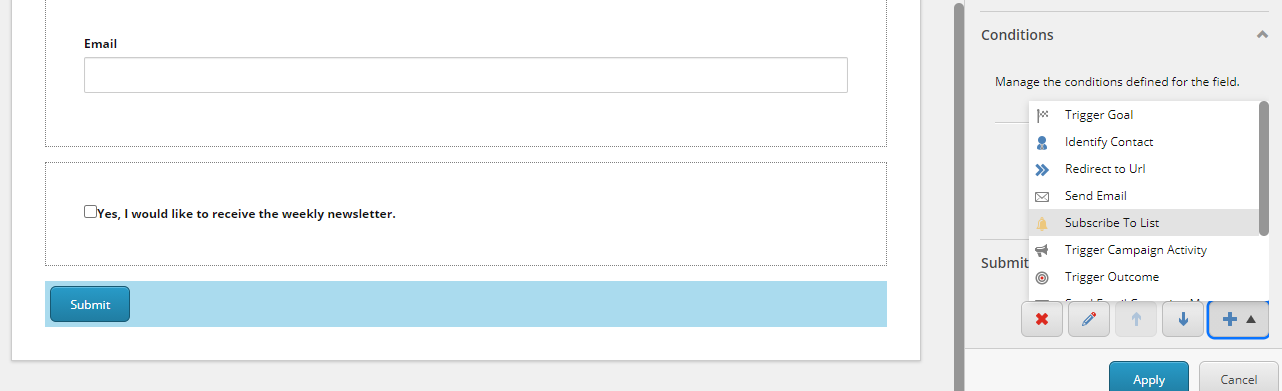 Email
Yes, I would like to receive the weekly newsletter.
Submit
Conditions
Manage the conditions defined for the field.
Trigger Goal
Identify Contact
Redirect to Url
Send Email
Subscribe To List
Trigger Campaign Activity
Trigger Outcome
Submit
Apply
Cancel